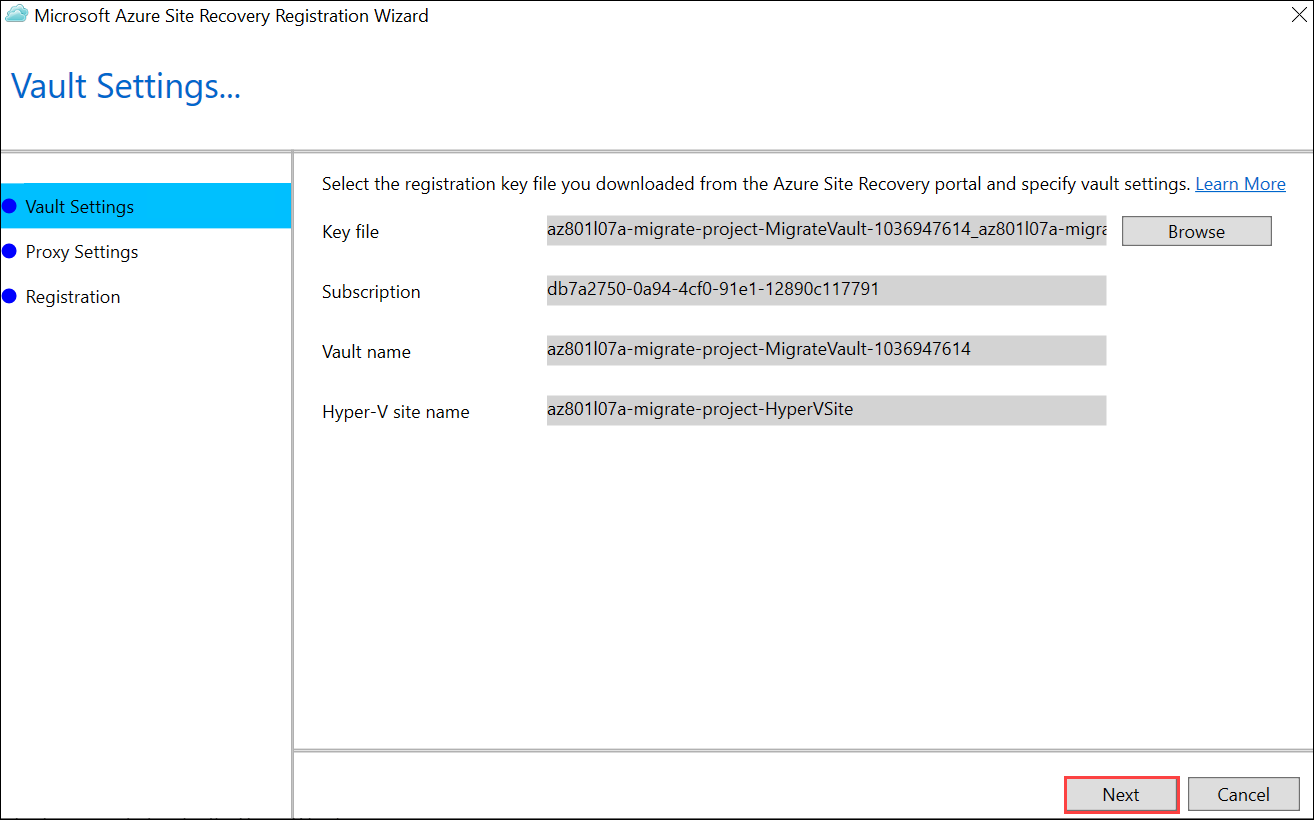 Microsoft Azure Site Recovery Registration Wizard
Vault Settings...
Vault Settings
Proxy Settings
Registration
Select the registration key file you downloaded from the Azure Site Recovery portal and specify vault settings. Learn More
Key file az801l07a-migrate-project-MigrateVault-1036947614_az801l07a-migra Browse
Subscription db7a2750-0a94-4cf0-91e1-12890c117791
Vault name az801l07a-migrate-project-MigrateVault-1036947614
Hyper-V site name az801l07a-migrate-project-HyperVSite
Next Cancel